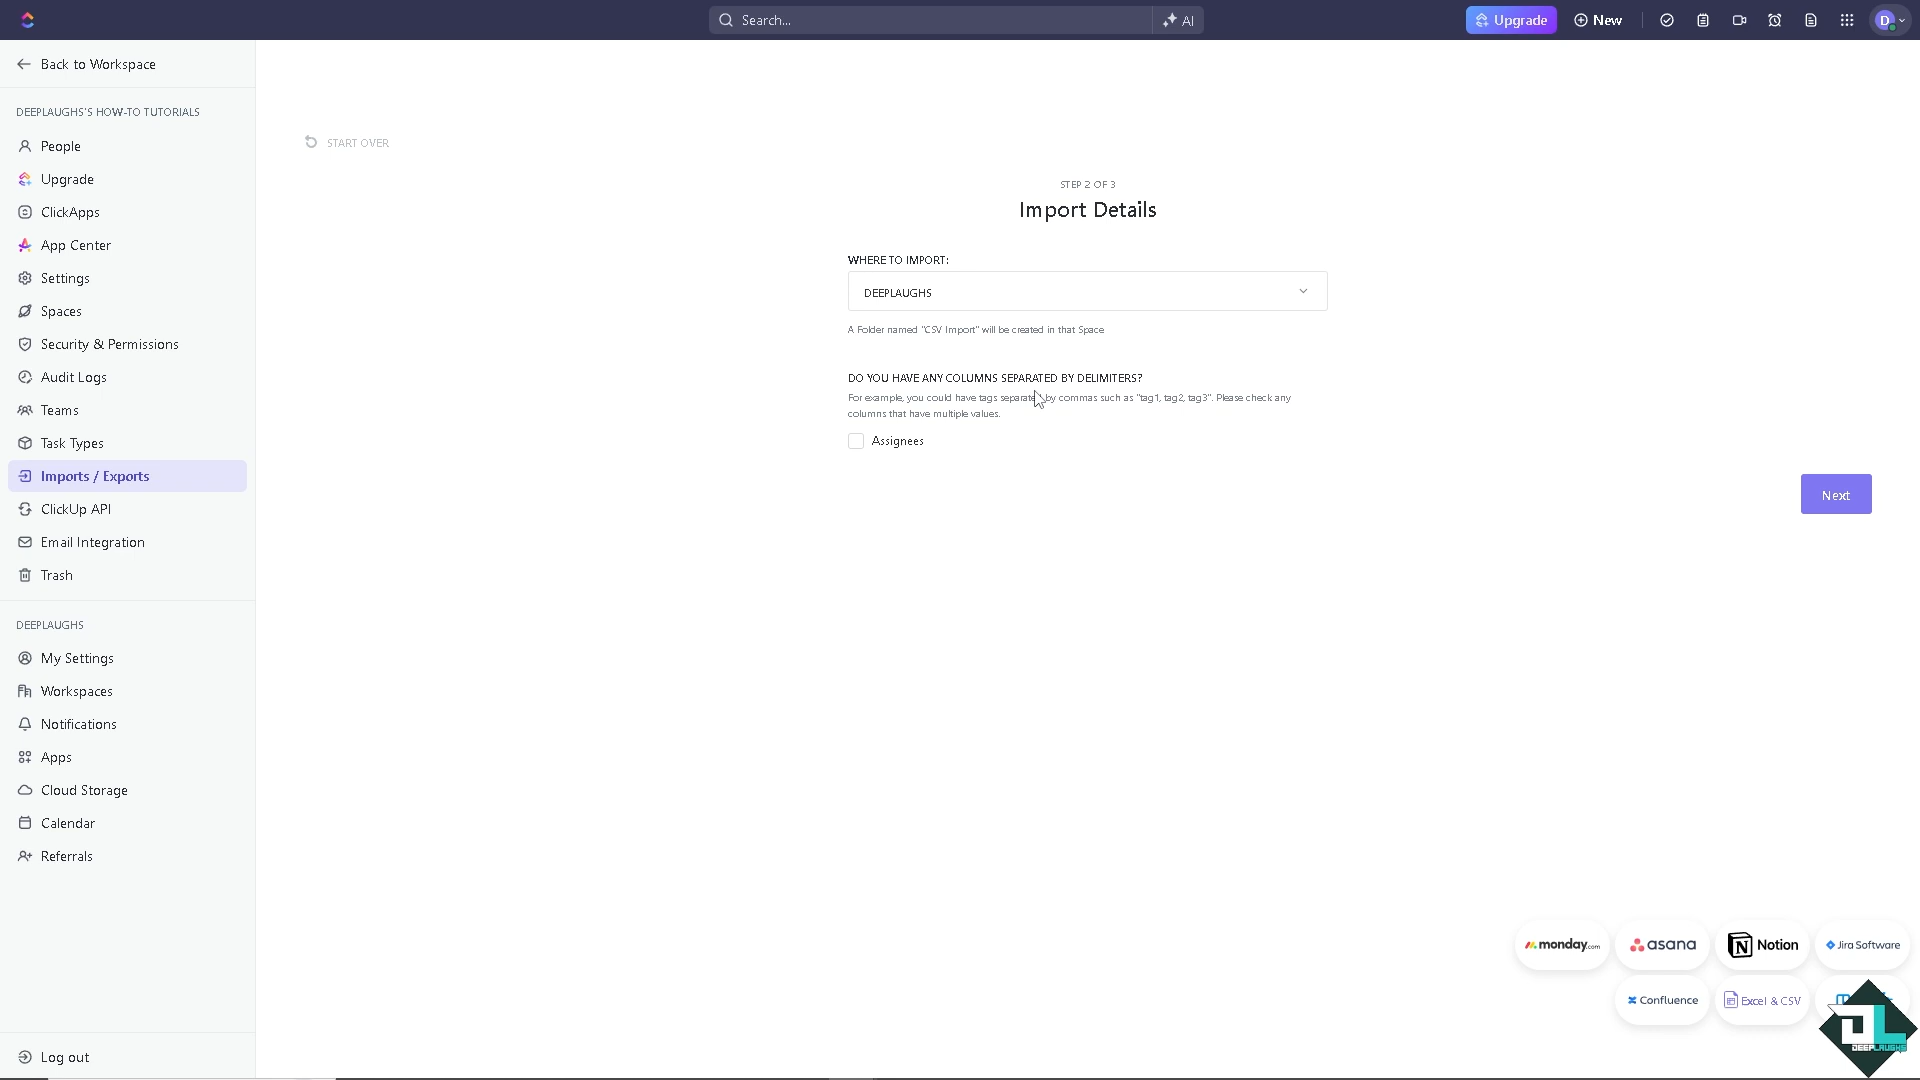 Search...
AI
Upgrade
New
D
Back to Workspace
DEEPLAUGHS'S HOW-TO TUTORIALS
People
Upgrade
ClickApps
App Center
Settings
Spaces
Security & Permissions
Audit Logs
Teams
Task Types
Imports / Exports
ClickUp API
Email Integration
Trash
DEEPLAUGHS
My Settings
Workspaces
Notifications
Apps
Cloud Storage
Calendar
Referrals
Log out
START OVER
STEP 2 OF 3
Import Details
WHERE TO IMPORT:
DEEPLAUGHS
A Folder named "CSV Import" will be created in that Space
DO YOU HAVE ANY COLUMNS SEPARATED BY DELIMITERS?
For example, you could have tags separated by commas such as "tag1, tag2, tag3". Please check any
columns that have multiple values.
Assignees
Next
monday.com
asana
Notion
Jira Software
Confluence
Excel & CSV
DEEPLAUGHS